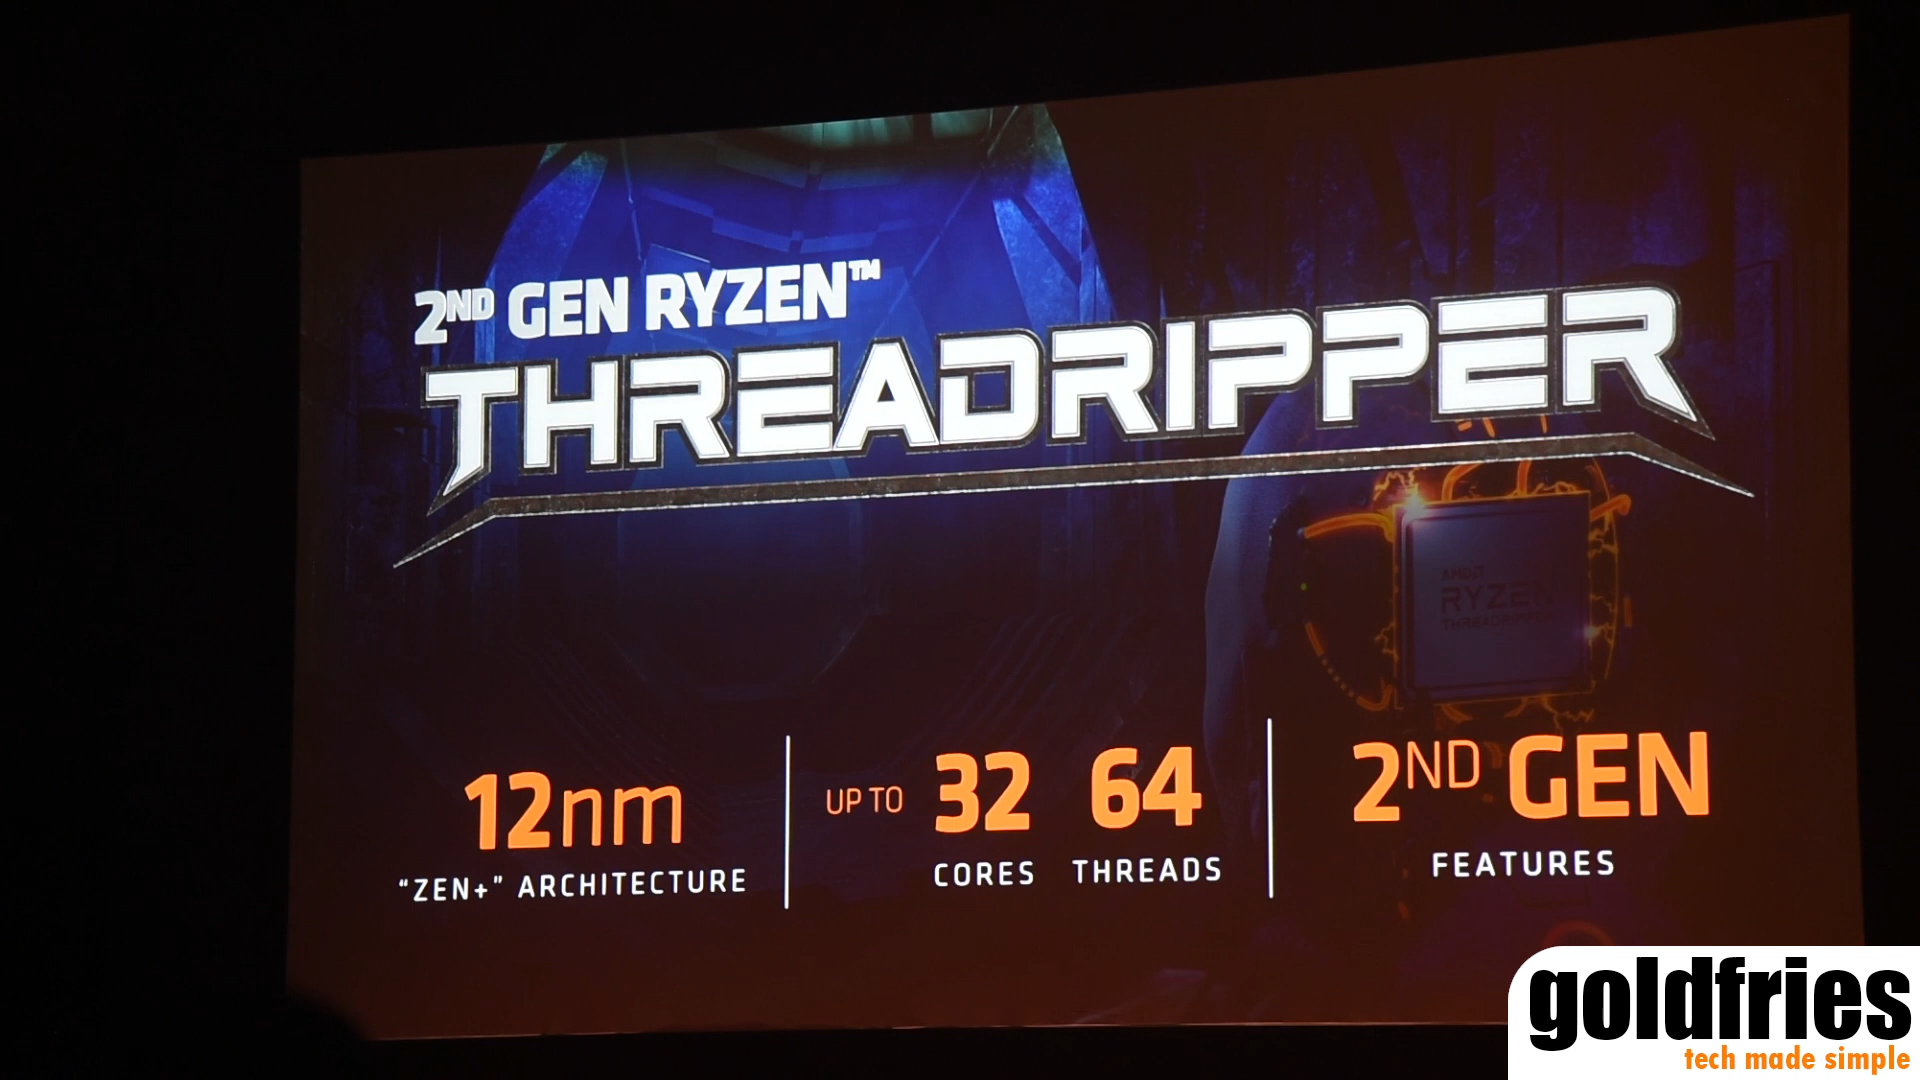 2ND GEN RYZEN™
THREADRIPPER
AMD
RYZEN
THREADRIPPER
12nm
"ZEN+" ARCHITECTURE
UP TO 32 64
CORES THREADS
2ND GEN
FEATURES
goldfries
tech made simple